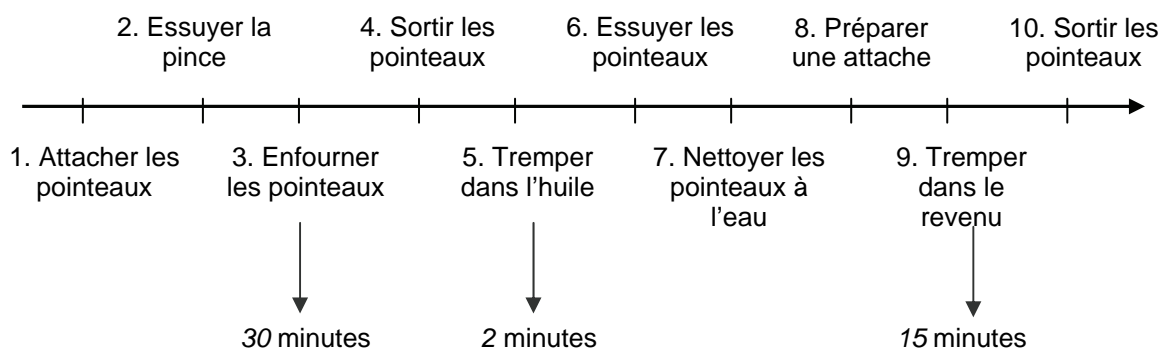 2. Essuyer la
pince
4. Sortir les
pointeaux
6. Essuyer les
pointeaux
8. Préparer
une attache
10. Sortir les
pointeaux
1. Attacher les
pointeaux
3. Enfourner
les pointeaux
5. Tremper
dans l'huile
7. Nettoyer les
pointeaux à
l'eau
9. Tremper
dans le
revenu
30 minutes
2 minutes
15 minutes